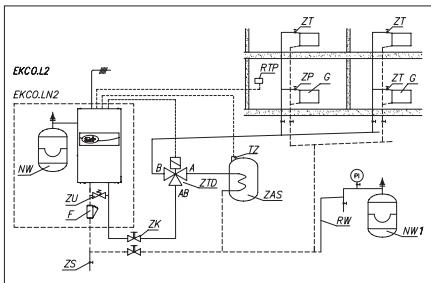 ZT
ZT
RTP
EKCO.L2
ZP G
ZT G
EKCO.LN2
TZ
B A
NW
ZTD
ZAS
PI
ZU
AB
F
ZK
RW
NW1
ZS